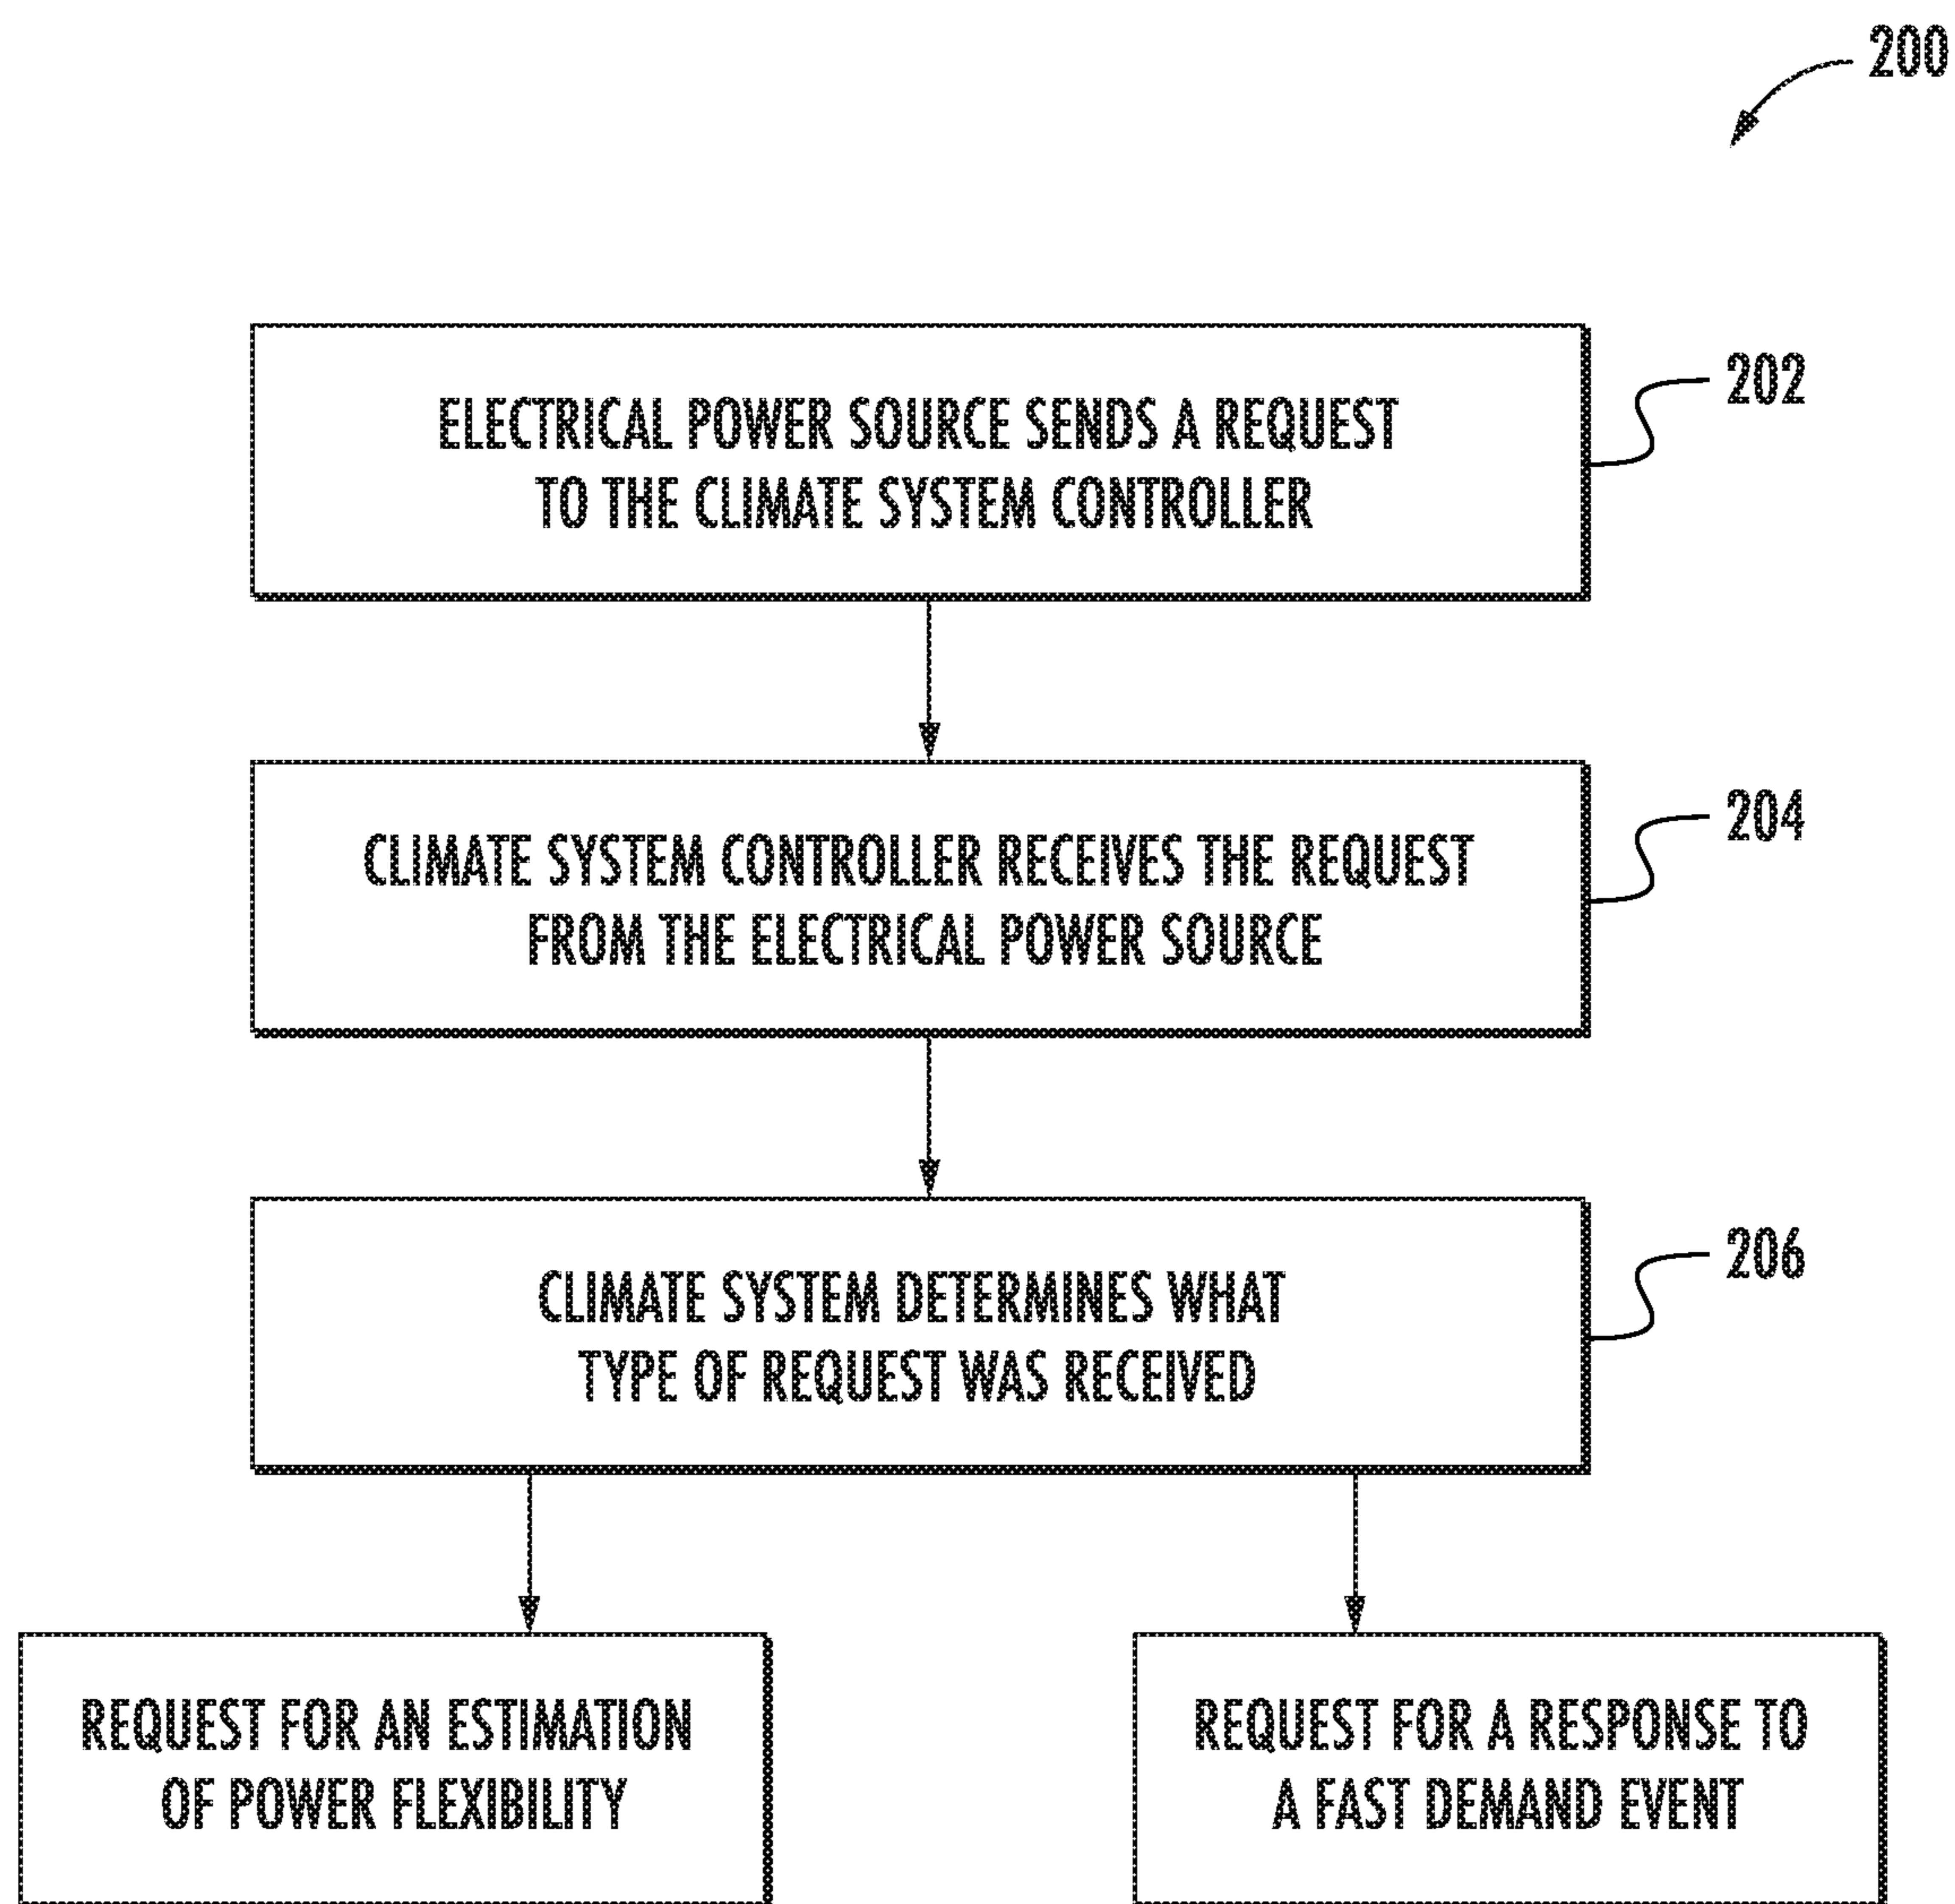 200
ELECTRICAL POWER SOURCE SENDS A REQUEST
TO THE CLIMATE SYSTEM CONTROLLER
202
CLIMATE SYSTEM CONTROLLER RECEIVES THE REQUEST
FROM THE ELECTRICAL POWER SOURCE
204
CLIMATE SYSTEM DETERMINES WHAT
TYPE OF REQUEST WAS RECEIVED
206
REQUEST FOR AN ESTIMATION
OF POWER FLEXIBILITY
REQUEST FOR A RESPONSE TO
A FAST DEMAND EVENT